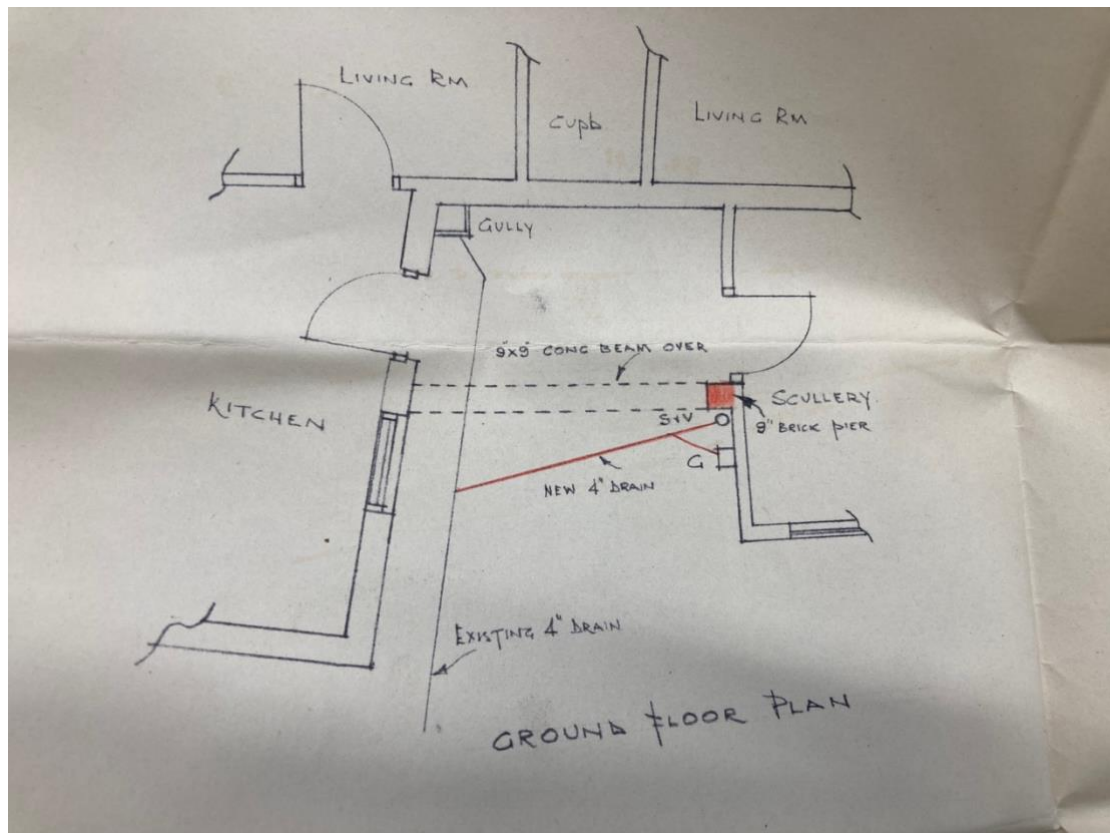 LIVING RM
LIVING RM
Cupb
GULLY
9"x9" CONC BEAM OVER
KITCHEN
SCULLERY.
9" BRICK PIER
S+V
G
NEW 4" DRAIN
EXISTING 4" DRAIN
GROUND FLOOR PLAN